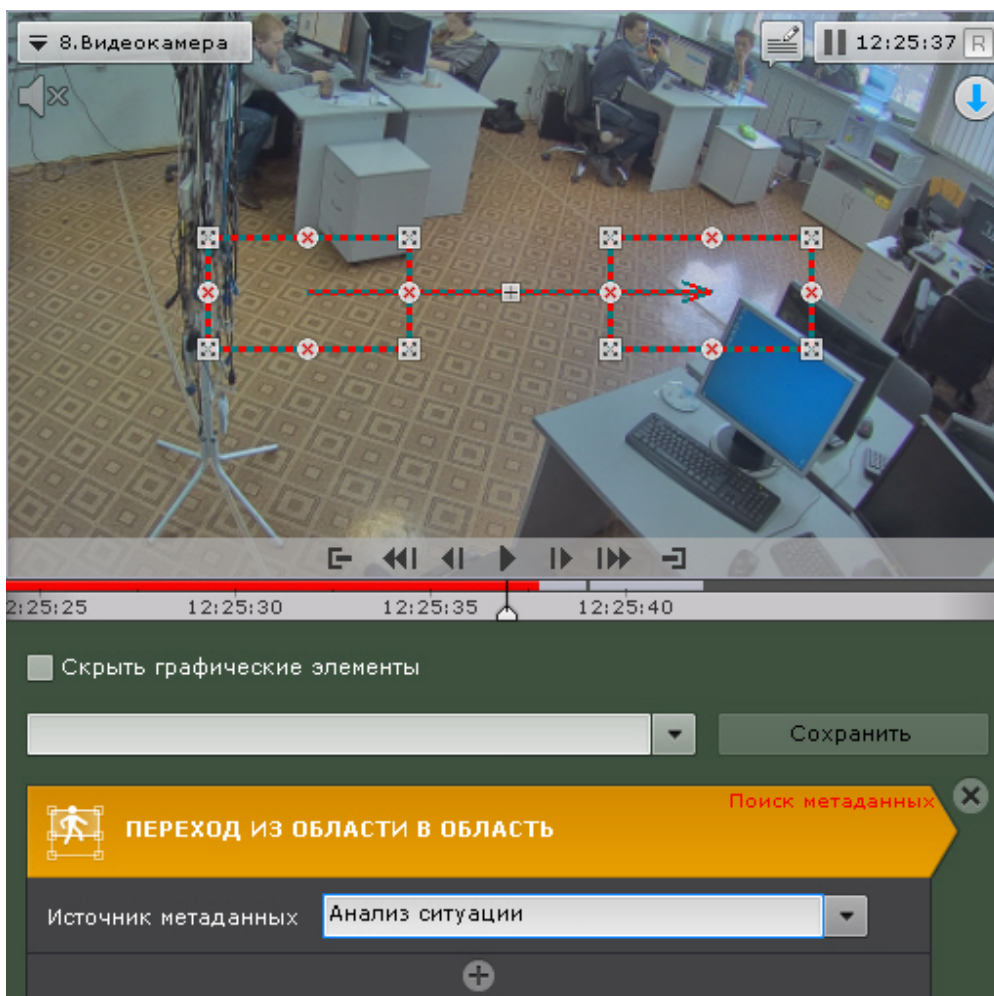 8.Видеокамера
12:25:37 R
2:25:25 12:25:30 12:25:35 12:25:40
Скрыть графические элементы
Сохранить
Поиск метаданных
ПЕРЕХОД ИЗ ОБЛАСТИ В ОБЛАСТЬ
Источник метаданных Анализ ситуации